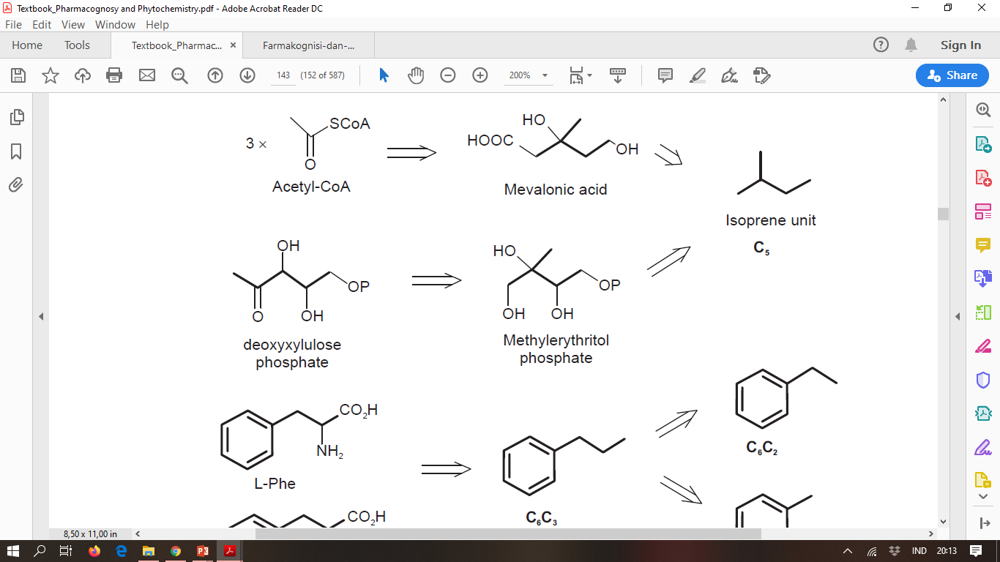 Textbook_Pharmacognosy and Phytochemistry.pdf - Adobe Acrobat Reader DC
File Edit View Window Help
Home Tools Textbook_Pharmac... × Farmakognisi-dan-... Sign In
143 (152 of 587) 200% Share
3 × SCoA
O
Acetyl-CoA
HO
HOOC OH
Mevalonic acid
Isoprene unit
C₅
OH
OP
O OH
deoxyxylulose
phosphate
HO
OP
OH OH
Methylerythritol
phosphate
CO₂H
NH₂
L-Phe
C₆C₃
C₆C₂
CO₂H
8,50 x 11,00 in
IND 20:13